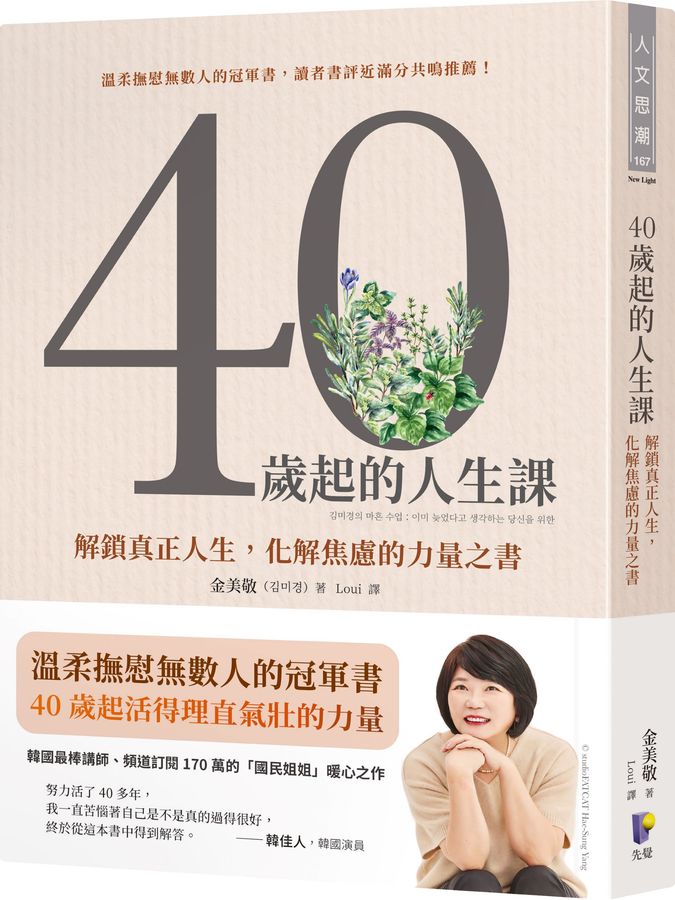 溫柔撫慰無數人的冠軍書，讀者書評近滿分共鳴推薦！
40
歲起的人生課
김미경의 마흔 수업 : 이미 늦었다고 생각하는 당신을 위한
解鎖真正人生，化解焦慮的力量之書
金美敬（김미경）著 Loui 譯
溫柔撫慰無數人的冠軍書
40 歲起活得理直氣壯的力量
韓國最棒講師、頻道訂閱 170 萬的「國民姐姐」暖心之作
努力活了 40 多年，
我一直苦惱著自己是不是真的過得很好，
終於從這本書中得到解答。
——韓佳人，韓國演員
© studioFATCAT Hae-Sung Yang
人文思潮
167
New Light
40歲起的人生課
解鎖真正人生，
化解焦慮的力量之書
金美敬 著
Loui 譯
先覺